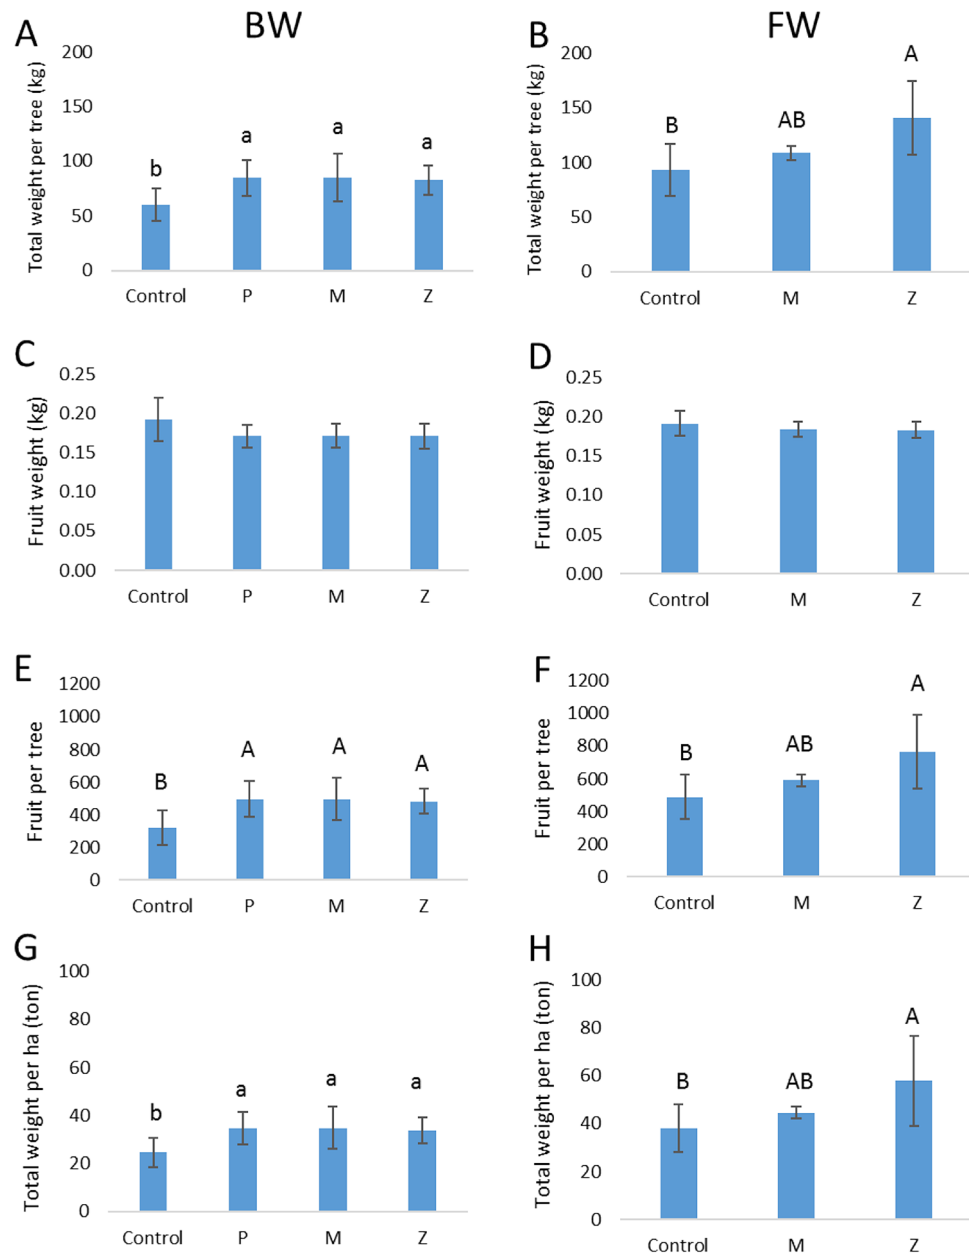 BW
FW
A
Total weight per tree (kg)
200
150
100
50
0
b
a
a
a
Control P M Z
B
Total weight per tree (kg)
200
150
100
50
0
B
AB
A
Control M Z
C
Fruit weight (kg)
0.25
0.20
0.15
0.10
0.05
0.00
Control P M Z
D
Fruit weight (kg)
0.25
0.20
0.15
0.10
0.05
0.00
Control M Z
E
Fruit per tree
1200
1000
800
600
400
200
0
B
A
A
A
Control P M Z
F
Fruit per tree
1200
1000
800
600
400
200
0
B
AB
A
Control M Z
G
Total weight per ha (ton)
100
80
60
40
20
0
b
a
a
a
Control P M Z
H
Total weight per ha (ton)
100
80
60
40
20
0
B
AB
A
Control M Z